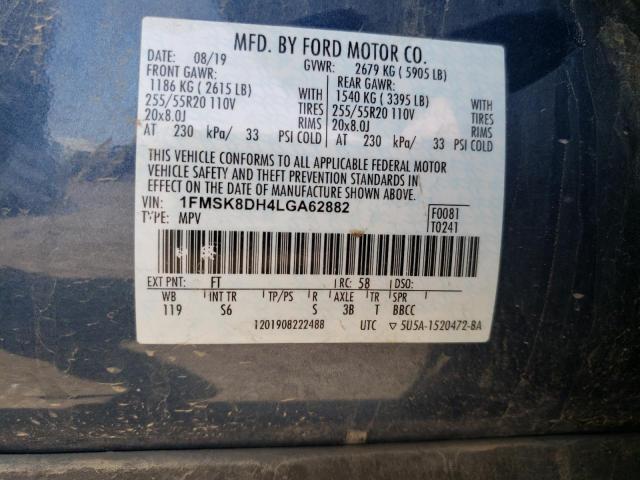 MFD. BY FORD MOTOR CO.
DATE: 08/19 GVWR: 2679 KG ( 5905 LB)
FRONT GAWR: REAR GAWR:
1186 KG ( 2615 LB) 1540 KG ( 3395 LB) WITH
255/55R20 110V TIRES 255/55R20 110V TIRES
20x8.0J RIMS 20x8.0J RIMS
AT 230 kPa/ 33 PSI COLD AT 230 kPa/ 33 PSI COLD
THIS VEHICLE CONFORMS TO ALL APPLICABLE FEDERAL MOTOR
VEHICLE SAFETY AND THEFT PREVENTION STANDARDS IN
EFFECT ON THE DATE OF MANUFACTURE SHOWN ABOVE.
VIN: 1FMSK8DH4LGA62882 F0081
TYPE: MPV T0241
EXT PNT: FT RC: 58 DSO:
WB INT TR TP/PS R AXLE TR SPR
119 S6 S 3B T BBCC
1201908222488 UTC ▽ 5U5A-1520472-8A